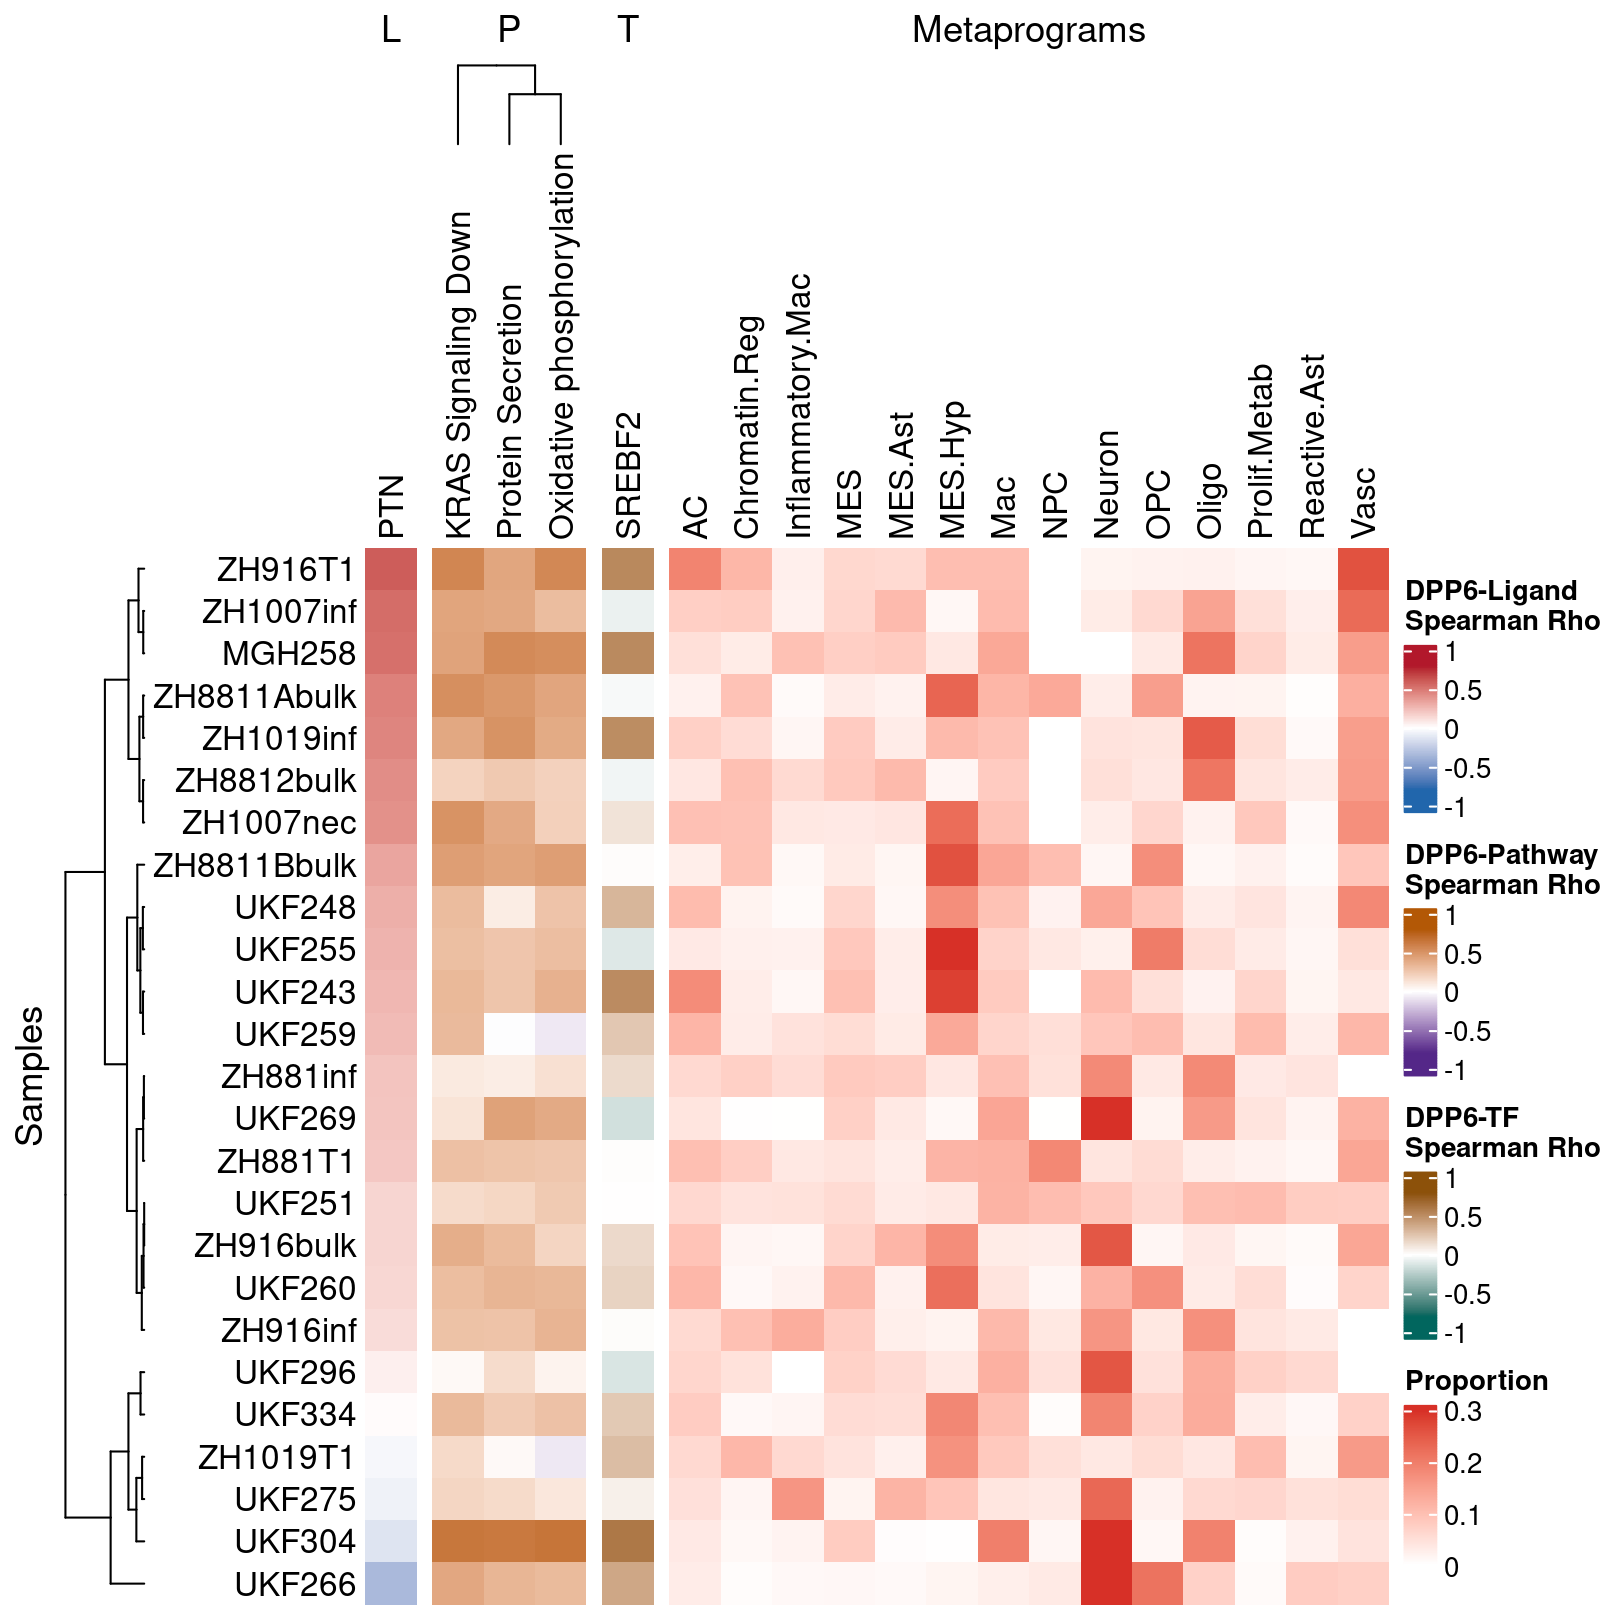 L P T Metaprograms
PTN
KRAS Signaling Down
Protein Secretion
Oxidative phosphorylation
SREBF2
AC
Chromatin.Reg
Inflammatory.Mac
MES
MES.Ast
MES.Hyp
Mac
NPC
Neuron
OPC
Oligo
Prolif.Metab
Reactive.Ast
Vasc
Samples
ZH916T1
ZH1007inf
MGH258
ZH8811Abulk
ZH1019inf
ZH8812bulk
ZH1007nec
ZH8811Bbulk
UKF248
UKF255
UKF243
UKF259
ZH881inf
UKF269
ZH881T1
UKF251
ZH916bulk
UKF260
ZH916inf
UKF296
UKF334
ZH1019T1
UKF275
UKF304
UKF266
DPP6-Ligand
Spearman Rho
1
0.5
0
-0.5
-1
DPP6-Pathway
Spearman Rho
1
0.5
0
-0.5
-1
DPP6-TF
Spearman Rho
1
0.5
0
-0.5
-1
Proportion
0.3
0.2
0.1
0